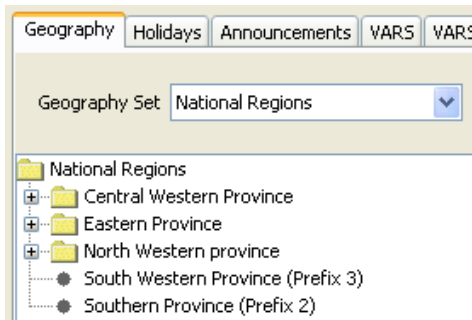 Geography Holidays Announcements VARS VARS
Geography Set National Regions
National Regions
Central Western Province
Eastern Province
North Western province
South Western Province (Prefix 3)
Southern Province (Prefix 2)